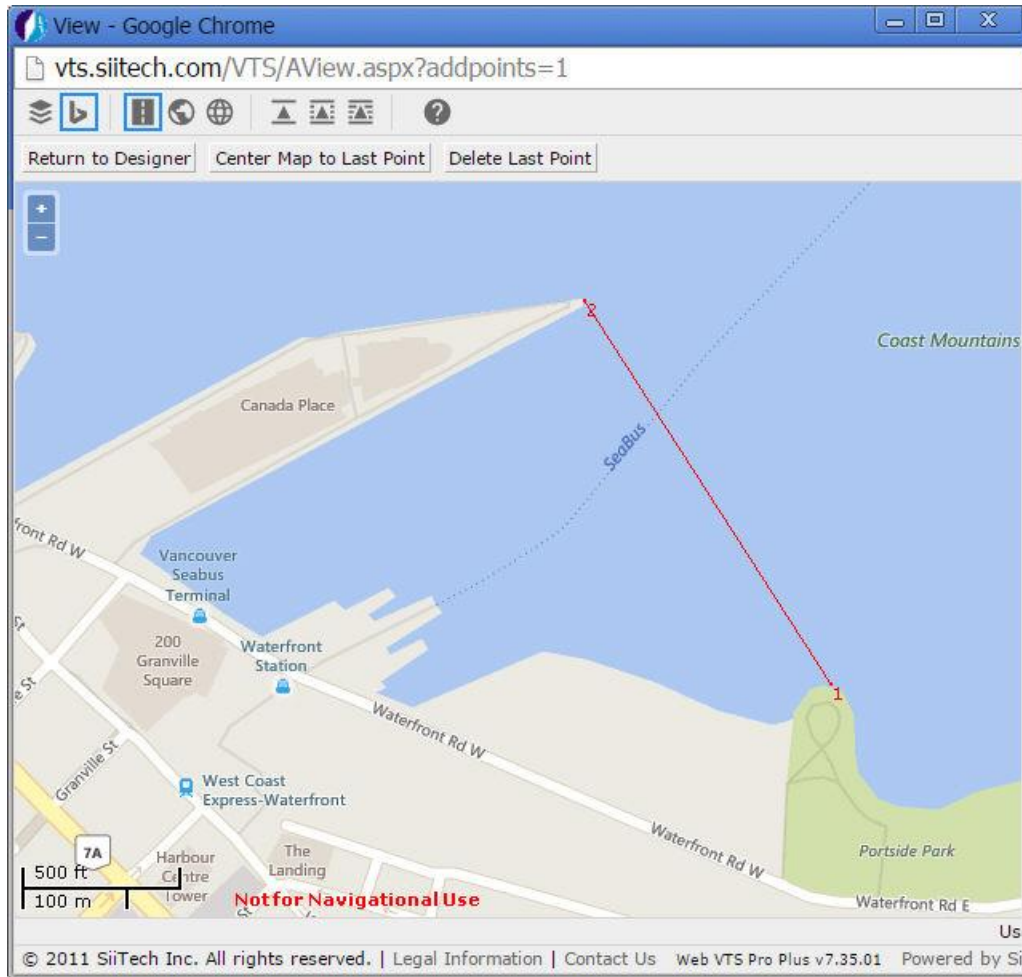 View - Google Chrome
vts.siitech.com/VTS/AView.aspx?addpoints=1
Return to Designer
Center Map to Last Point
Delete Last Point
+
−
2
Coast Mountains
Canada Place
SeaBus
front Rd W
Vancouver
Seabus
Terminal
200
Granville
Square
Waterfront
Station
1
Waterfront Rd W
Granville St
West Coast
Express-Waterfront
Waterfront Rd W
7A
Harbour
Centre
Tower
The
Landing
Portside Park
500 ft
100 m
Not for Navigational Use
Waterfront Rd E
Us
© 2011 SiiTech Inc. All rights reserved. | Legal Information | Contact Us Web VTS Pro Plus v7.35.01 Powered by Si